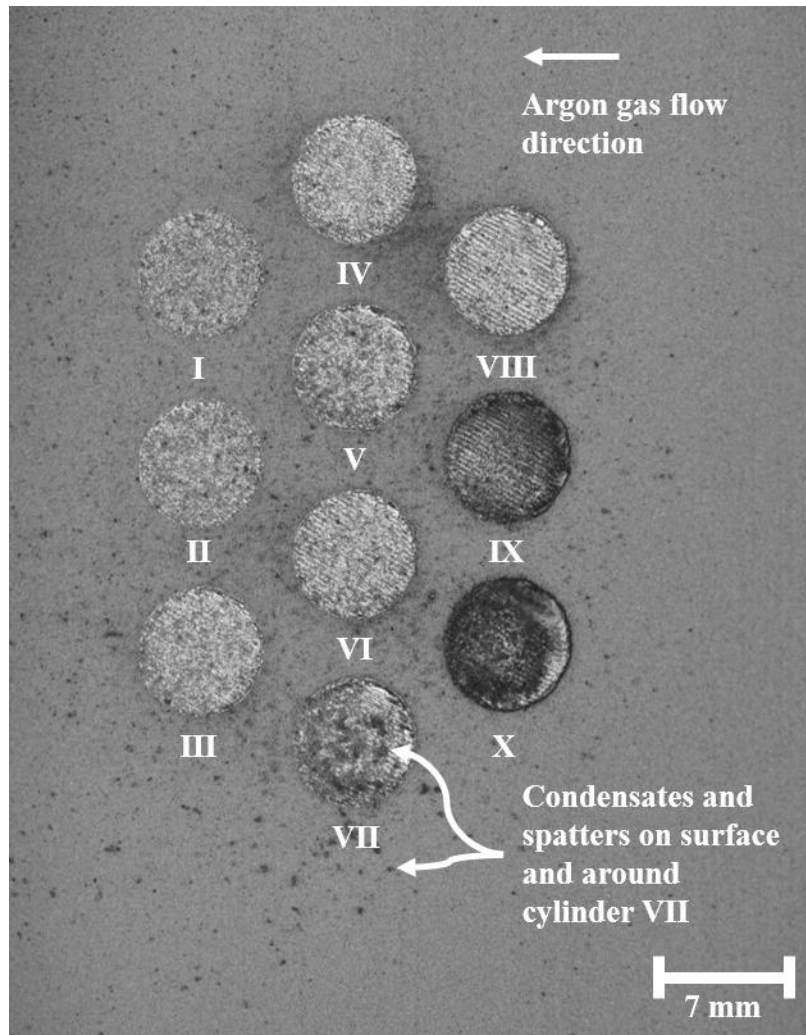 Argon gas flow
direction
IV
I
VIII
V
II
IX
VI
III
X
VII
Condensates and
spatters on surface
and around
cylinder VII
7 mm